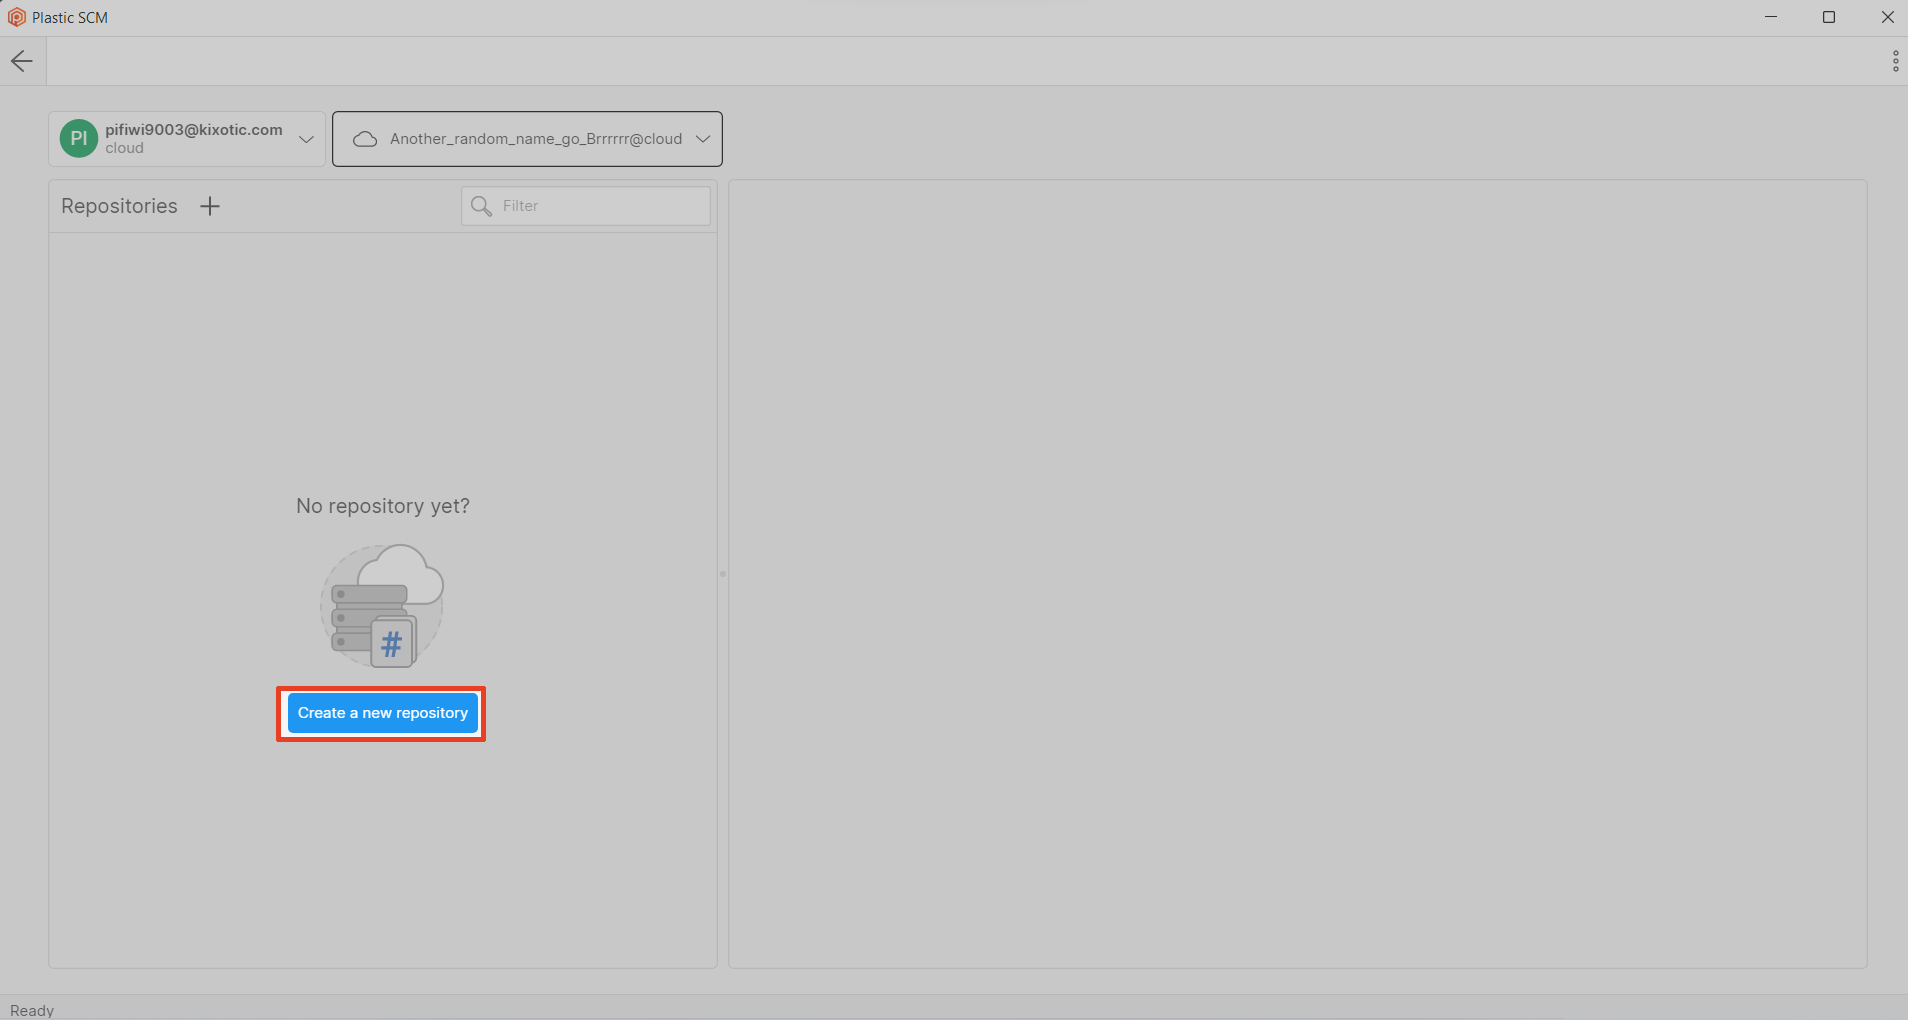 Plastic SCM
PI
pifiwi9003@kixotic.com
cloud
Another_random_name_go_Brrrrrr@cloud
Repositories
Filter
No repository yet?
#
Create a new repository
Ready